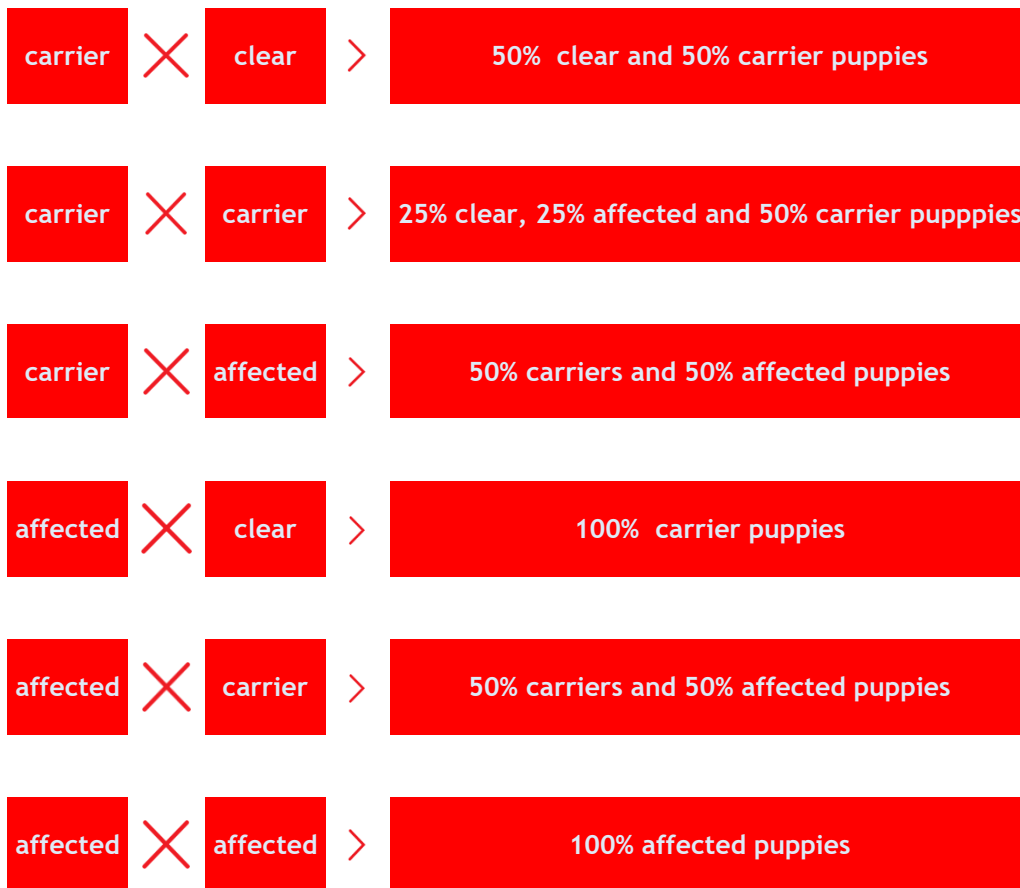 carrier clear 50% clear and 50% carrier puppies
carrier carrier 25% clear, 25% affected and 50% carrier pupppies
carrier affected 50% carriers and 50% affected puppies
affected clear 100% carrier puppies
affected carrier 50% carriers and 50% affected puppies
affected affected 100% affected puppies